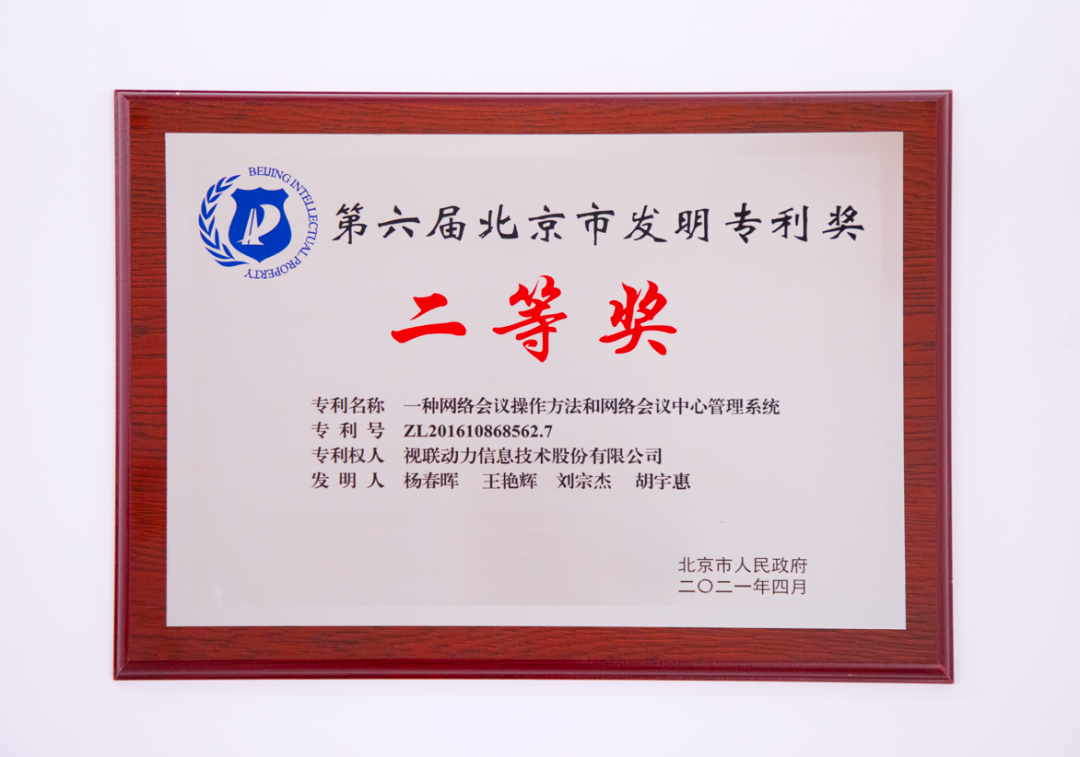 BEIJING INTELLECTUAL PROPERTY
第六届北京市发明专利奖
二等奖
专利名称 一种网络会议操作方法和网络会议中心管理系统
专利号 ZL201610868562.7
专利权人 视联动力信息技术股份有限公司
发明人 杨春晖 王艳辉 刘宗杰 胡宇惠
北京市人民政府
二〇二一年四月